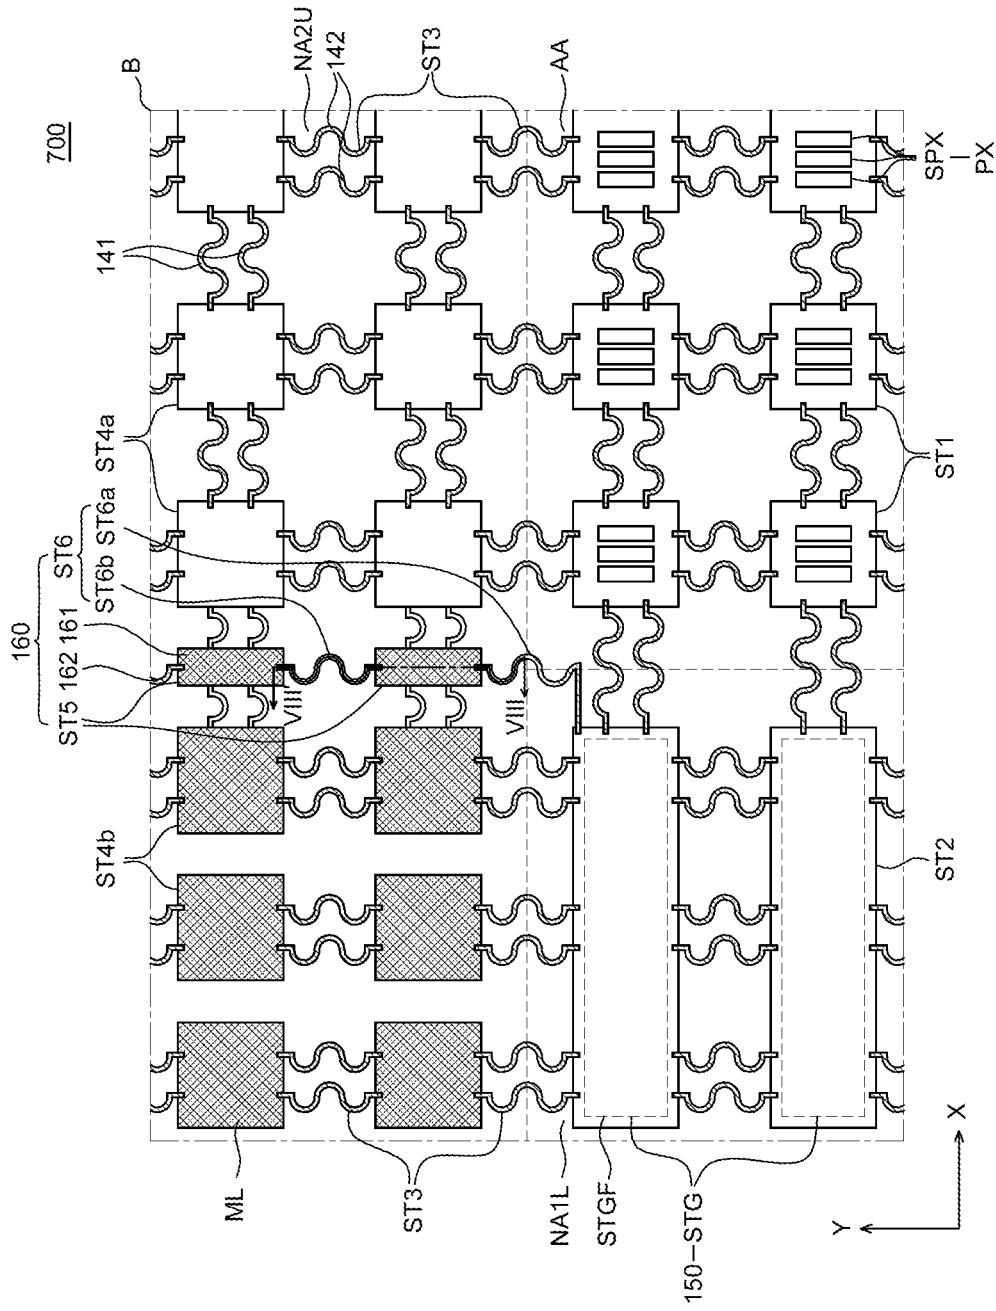 700
B
NA2U
142
ST3
AA
141
ST4a
160
ST6
ST6b ST6a
ST5 162 161
VIII
VIII
ST4b
ST1
SPX
PX
ST2
ML
ST3
NA1L
STGF
150-STG
Y
X